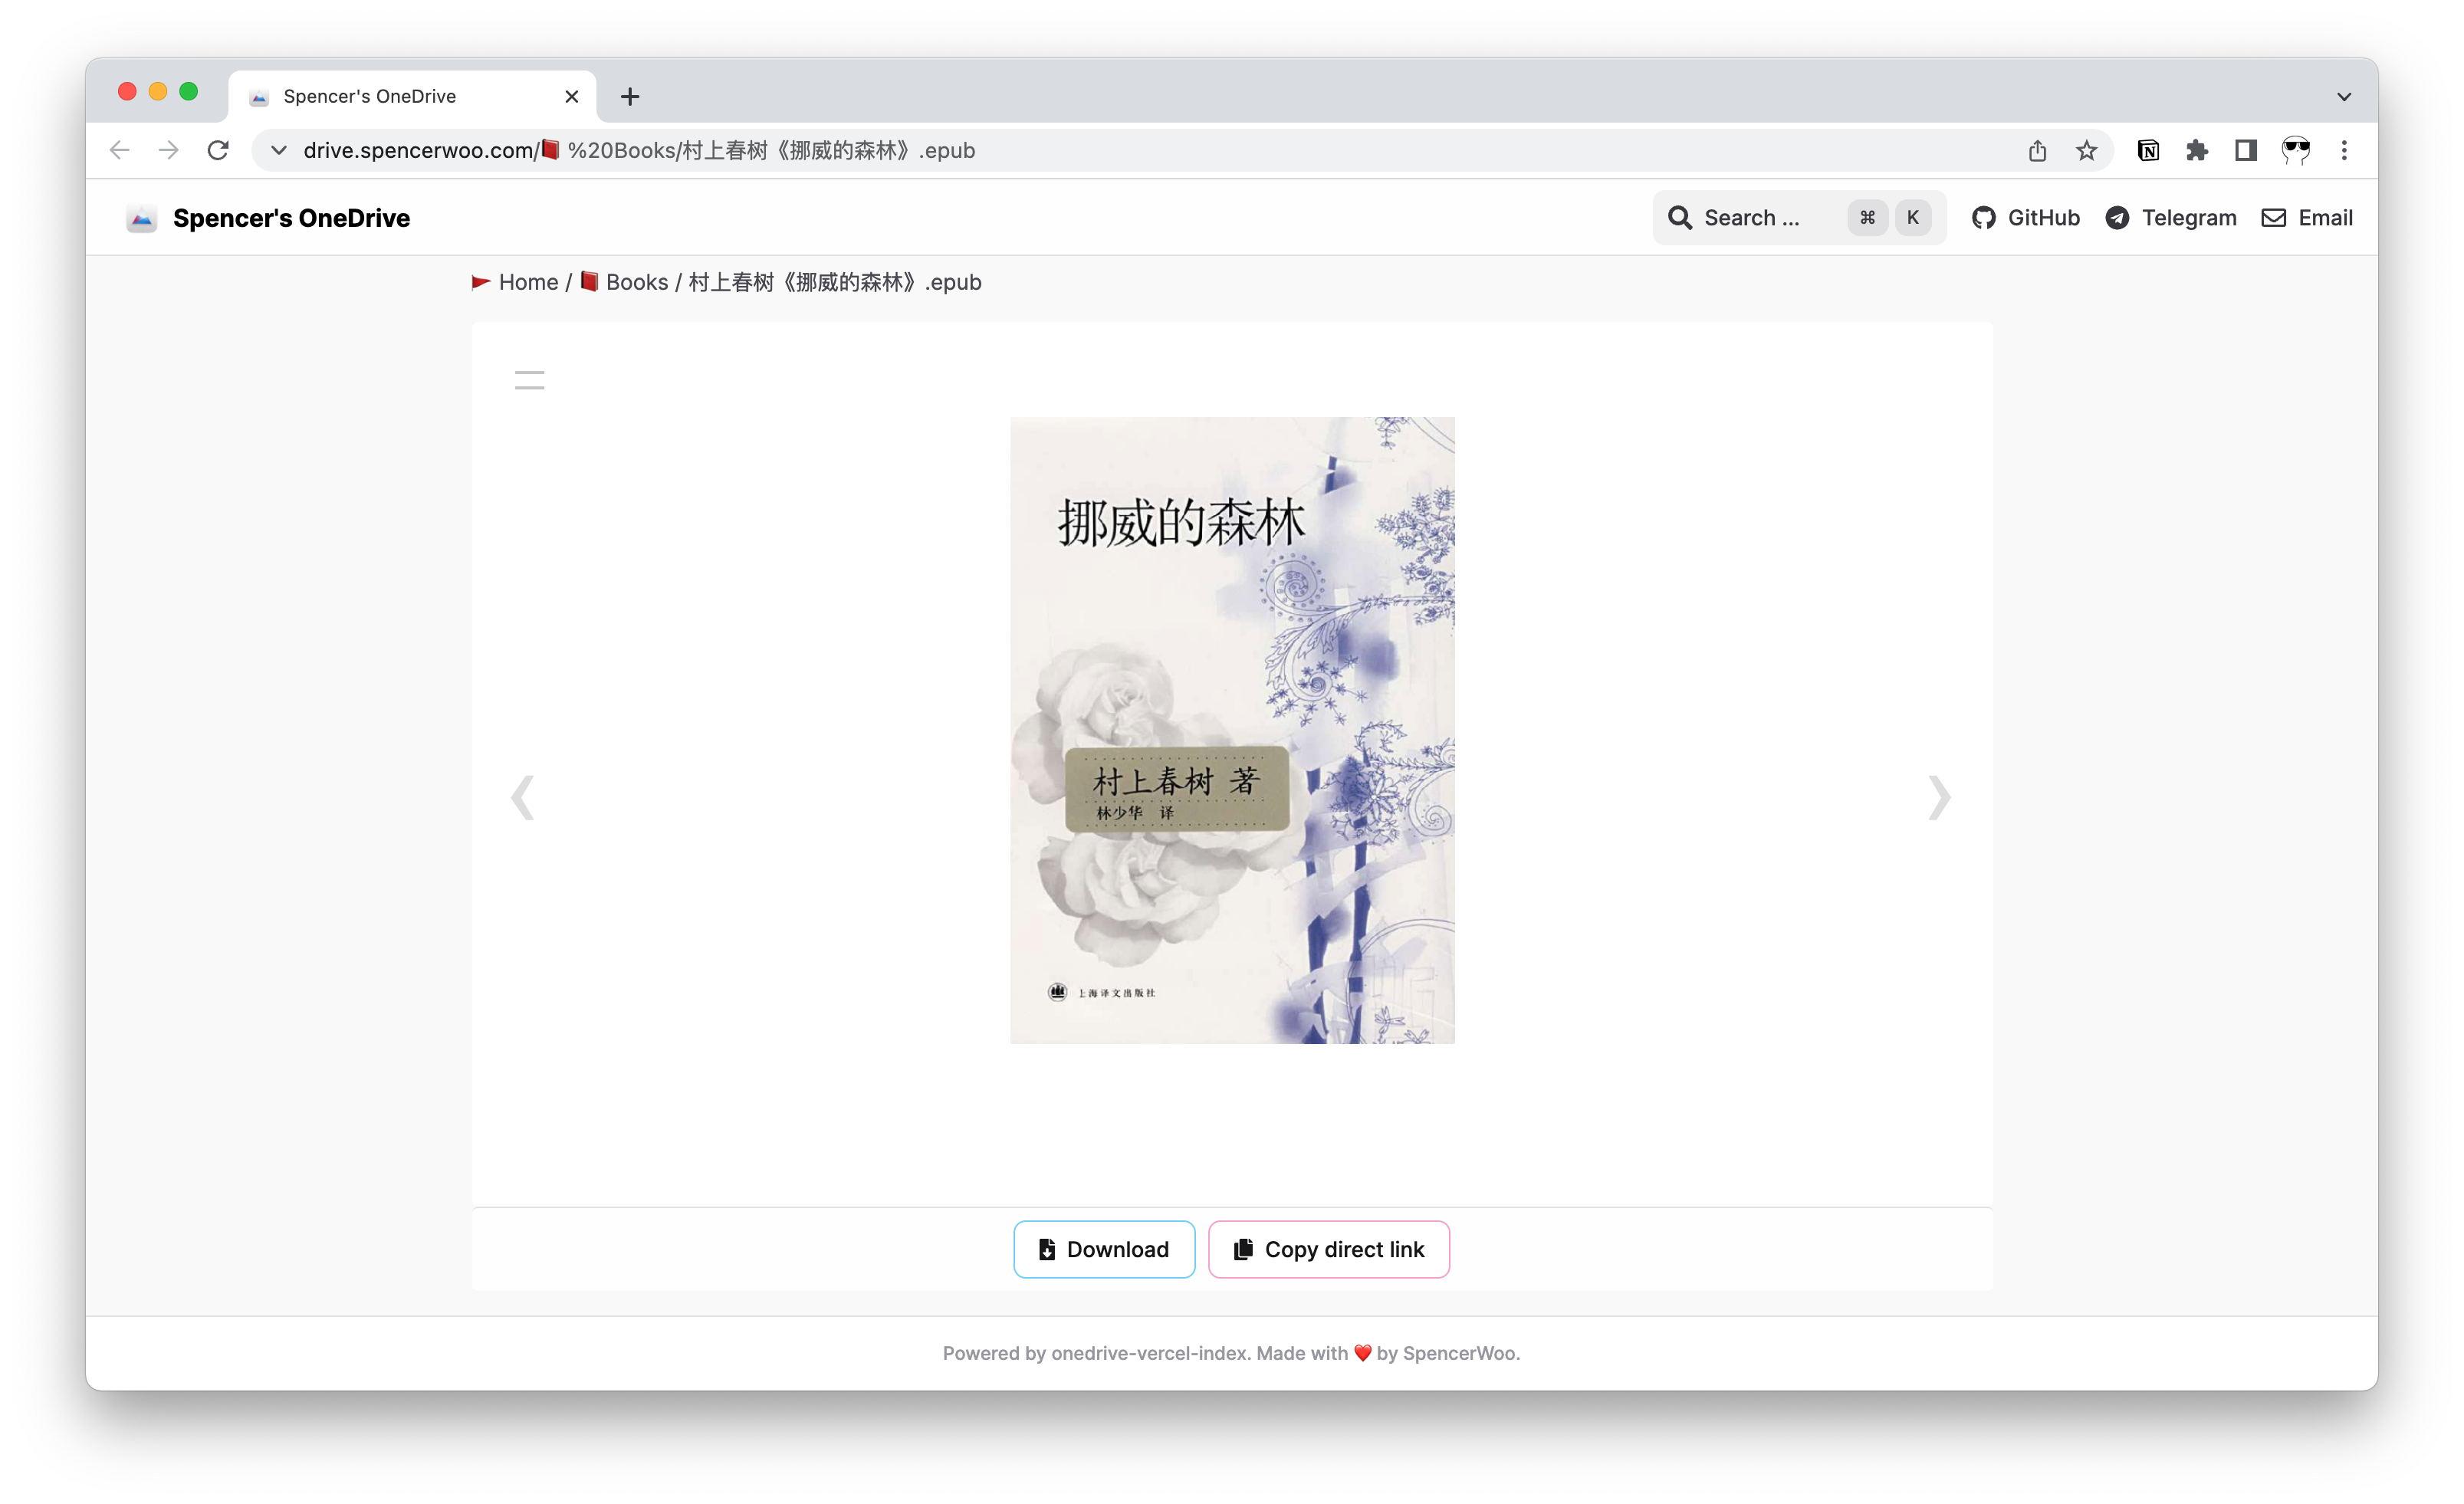 Spencer's OneDrive
drive.spencerwoo.com/📕 %20Books/村上春树《挪威的森林》.epub
Spencer's OneDrive
Search ... ⌘ K GitHub Telegram Email
🚩 Home / 📕 Books / 村上春树《挪威的森林》.epub
挪威的森林
村上春树 著
林少华 译
上海译文出版社
Download Copy direct link
Powered by onedrive-vercel-index. Made with ❤️ by SpencerWoo.